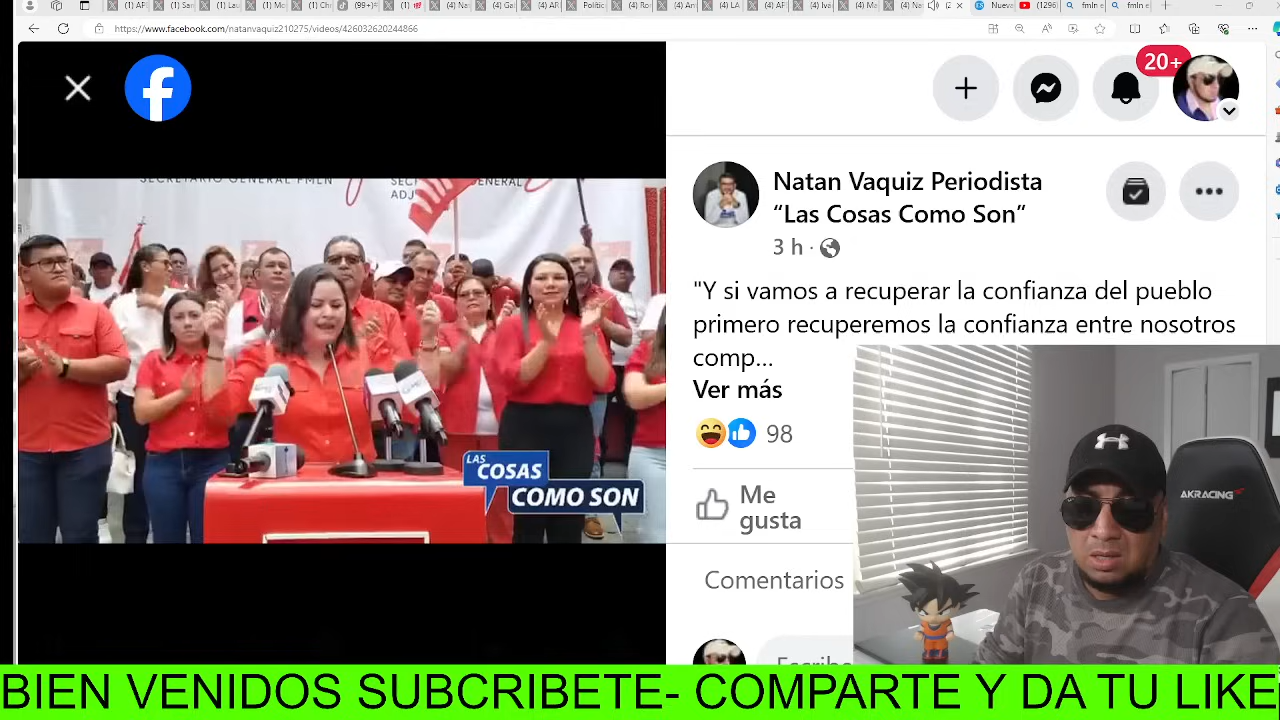 https://www.facebook.com/natanvaquiz210275/videos/426032620244866
20+
SECRETARIO GENERAL FMLN
GENERAL
ADJ
Natan Vaquiz Periodista
“Las Cosas Como Son”
3 h ·
"Y si vamos a recuperar la confianza del pueblo
primero recuperemos la confianza entre nosotros
comp...
Ver más
98
Me
gusta
Comentarios
LAS
COSAS
COMO SON
AKRACING
BIEN VENIDOS SUBCRIBETE- COMPARTE Y DA TU LIKE